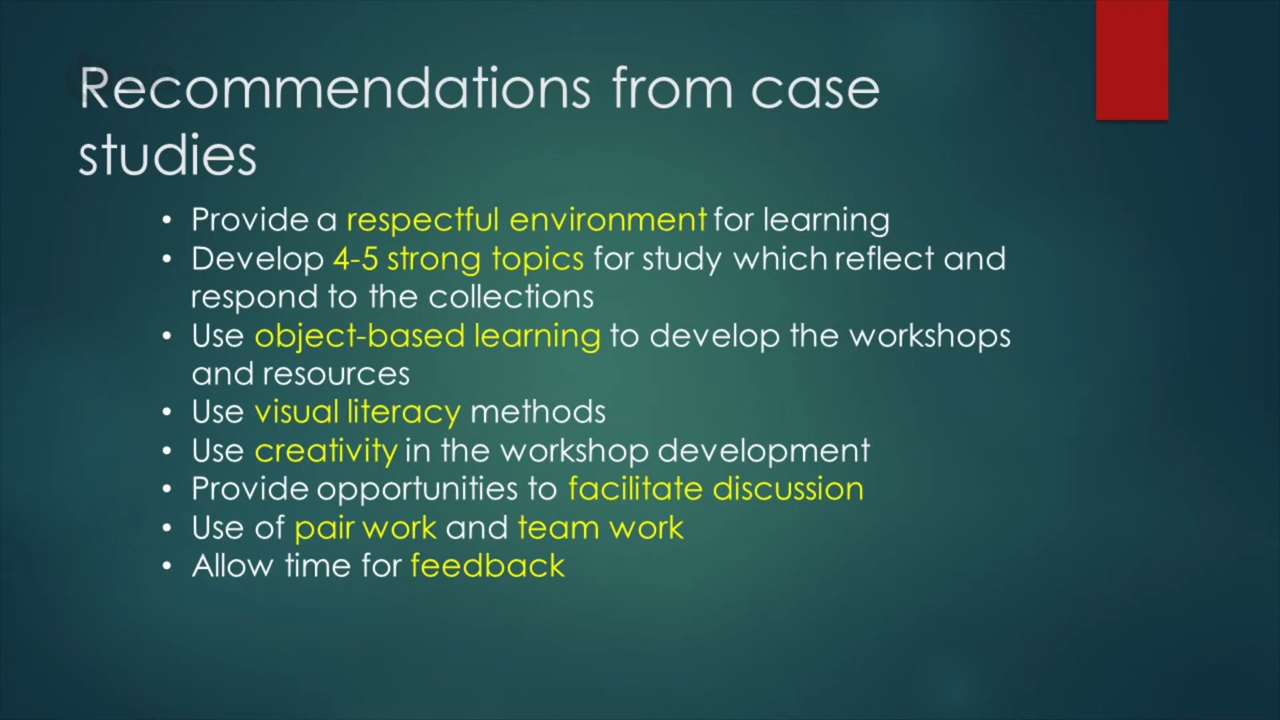 Recommendations from case
studies
• Provide a respectful environment for learning
• Develop 4-5 strong topics for study which reflect and
respond to the collections
• Use object-based learning to develop the workshops
and resources
• Use visual literacy methods
• Use creativity in the workshop development
• Provide opportunities to facilitate discussion
• Use of pair work and team work
• Allow time for feedback